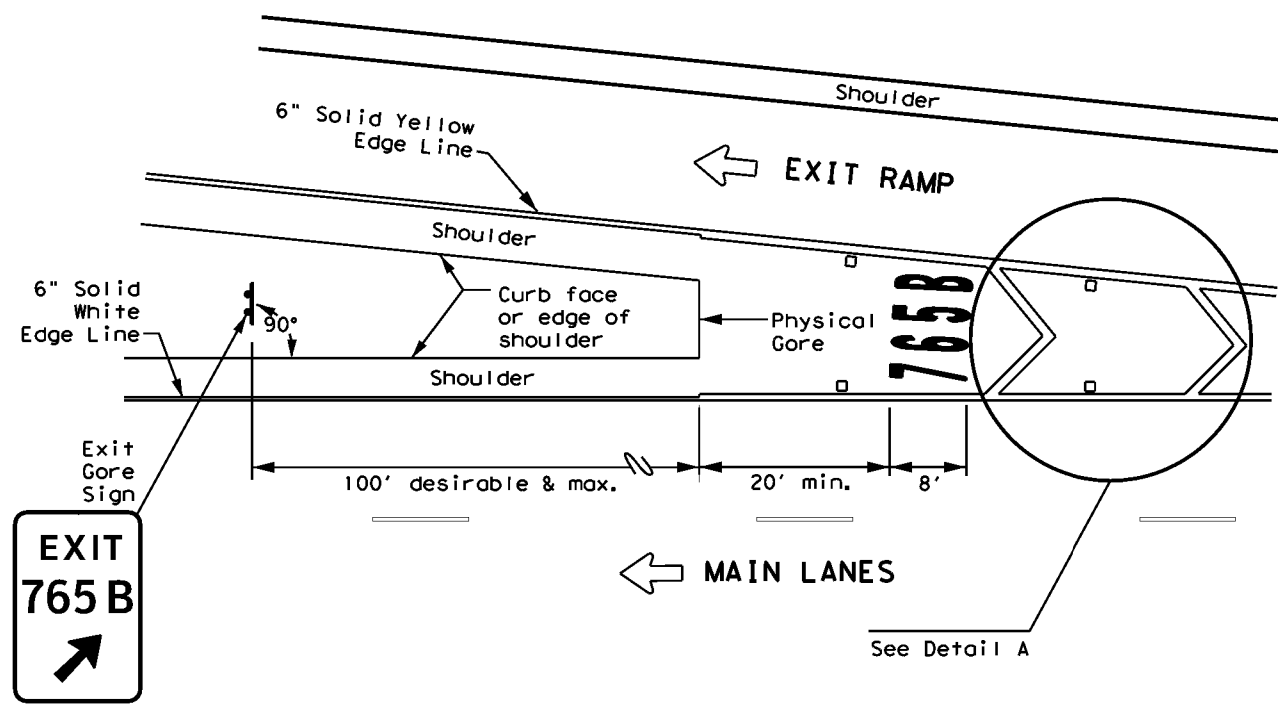 Shoulder
6" Solid Yellow
Edge Line
EXIT RAMP
Shoulder
765B
6" Solid
White
Edge Line
90°
Curb face
or edge of
shoulder
Physical
Gore
Shoulder
Exit
Gore
Sign
100' desirable & max.
20' min.
8'
EXIT
765 B
MAIN LANES
See Detail A